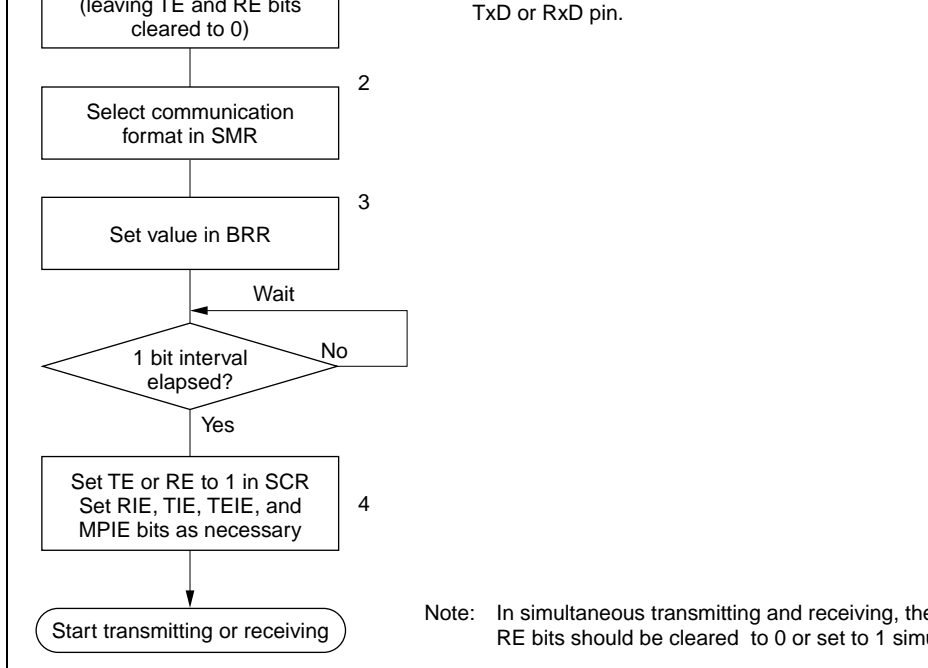 (leaving TE and RE bits
cleared to 0)
TxD or RxD pin.
2
Select communication
format in SMR
3
Set value in BRR
Wait
1 bit interval
elapsed?
No
Yes
Set TE or RE to 1 in SCR
Set RIE, TIE, TEIE, and
MPIE bits as necessary
4
Start transmitting or receiving
Note: In simultaneous transmitting and receiving, the
RE bits should be cleared to 0 or set to 1